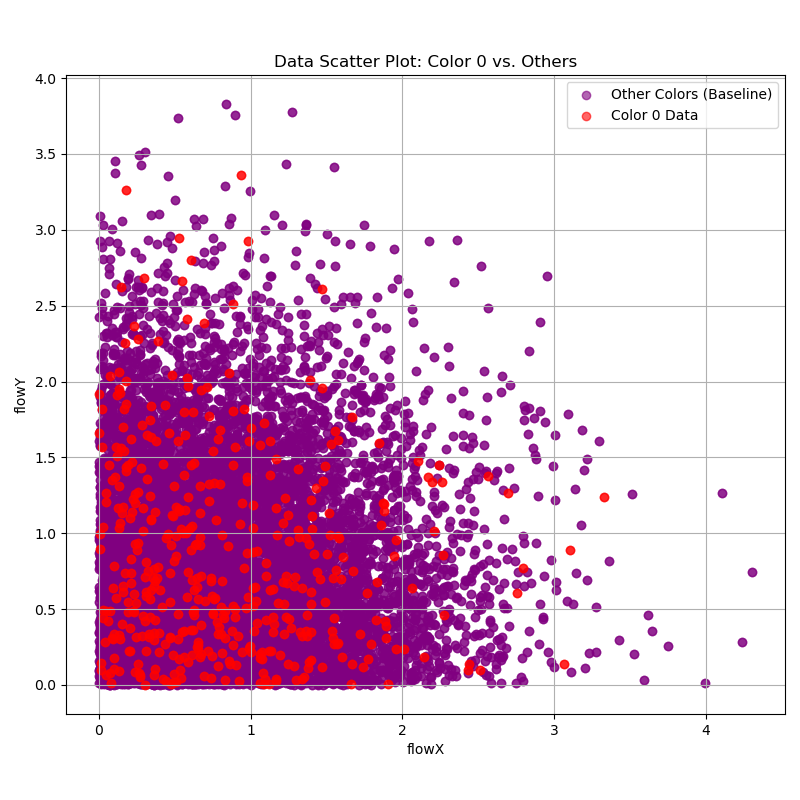 Data Scatter Plot: Color 0 vs. Others
Other Colors (Baseline)
Color 0 Data
4.0
3.5
3.0
2.5
2.0
1.5
1.0
0.5
0.0
flowY
0 1 2 3 4
flowX